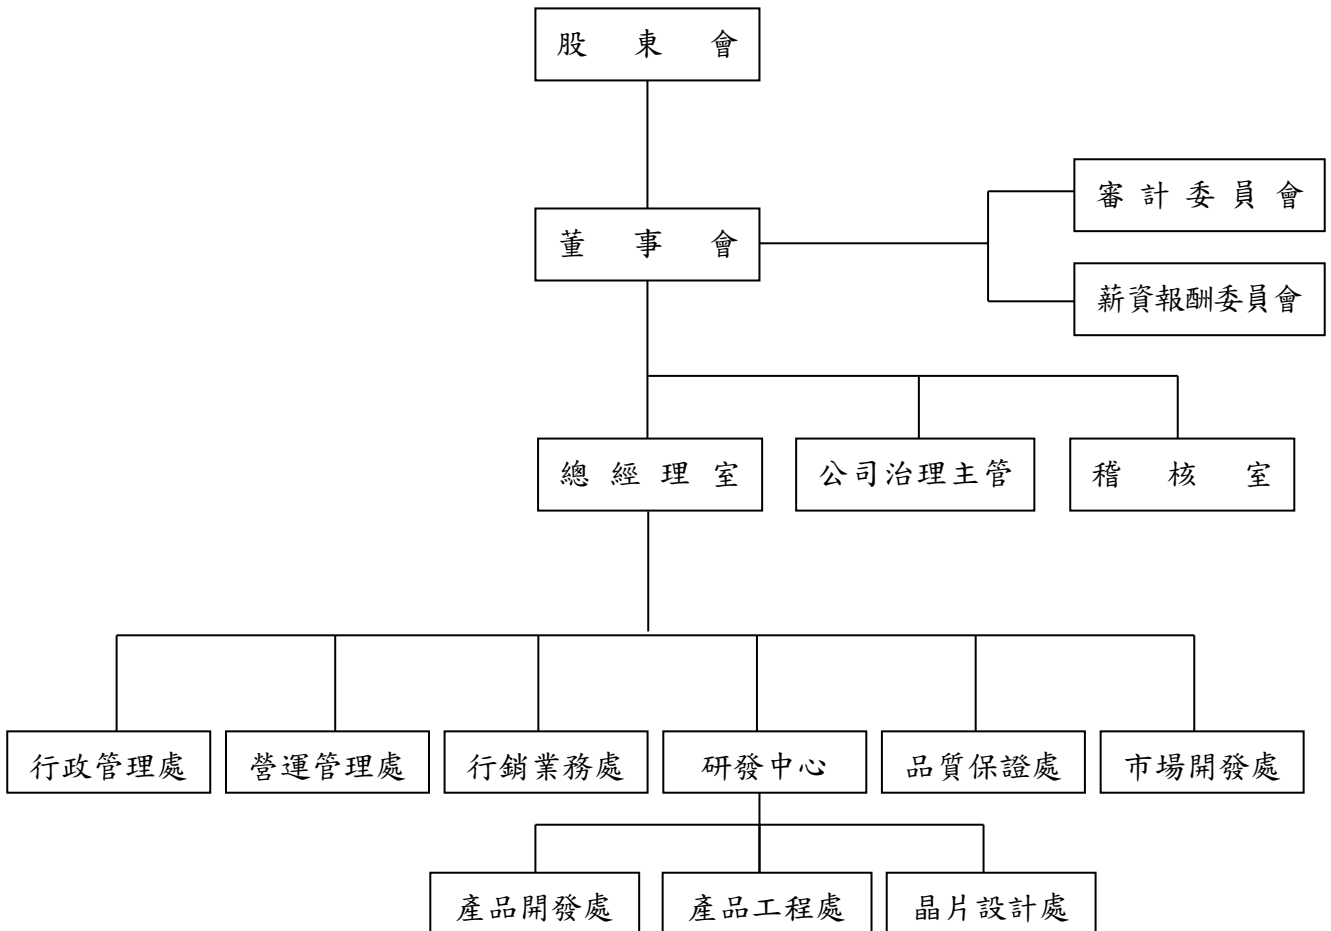 股東會
審計委員會
董事會
薪資報酬委員會
總經理室
公司治理主管
稽核室
行政管理處
營運管理處
行銷業務處
研發中心
品質保證處
市場開發處
產品開發處
產品工程處
晶片設計處